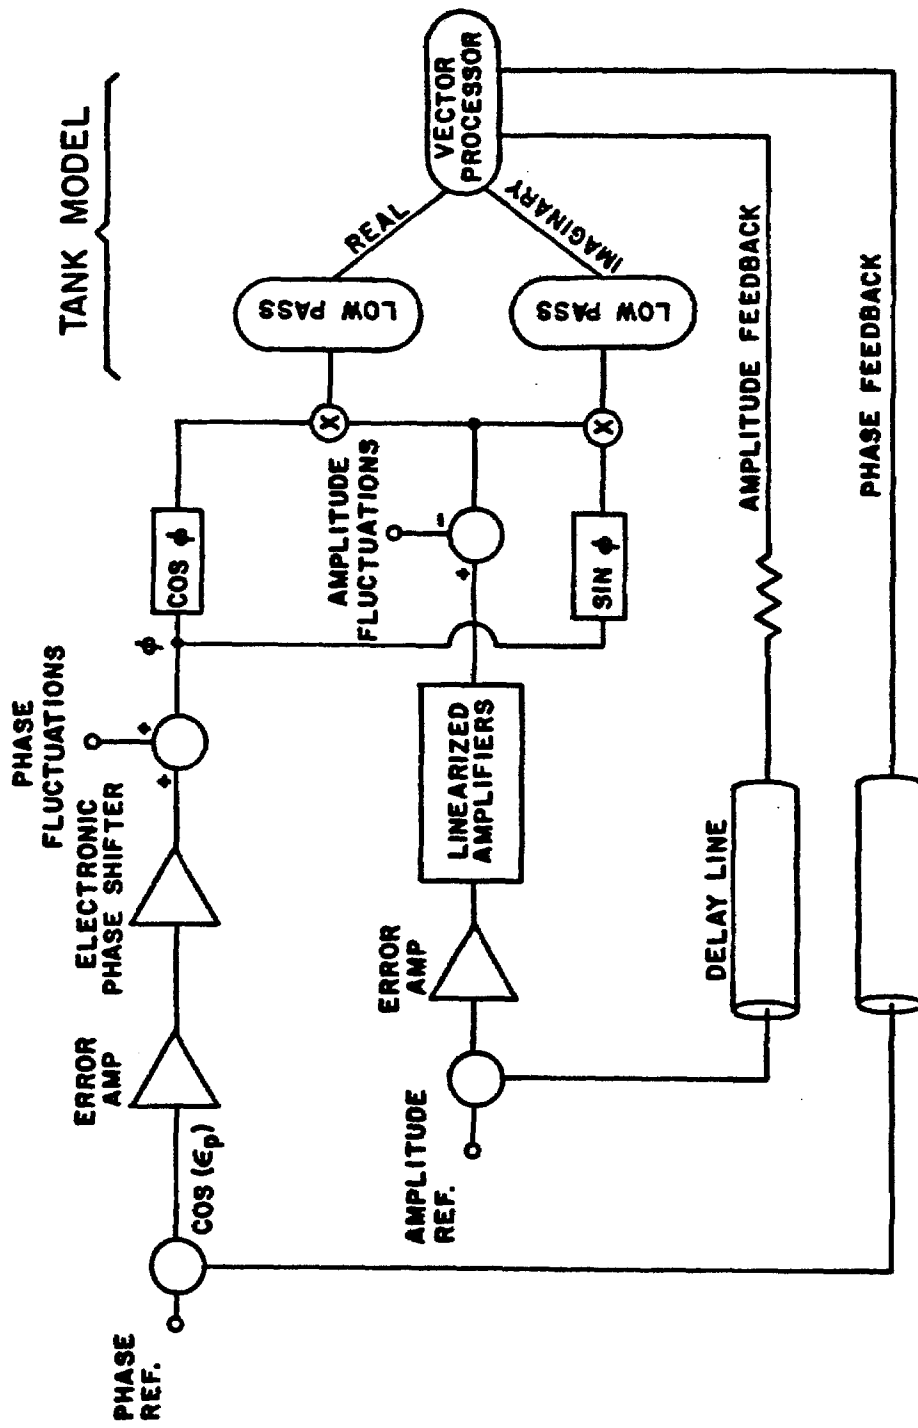 TANK MODEL
PHASE
FLUCTUATIONS
ELECTRONIC
PHASE SHIFTER
ERROR
AMP
PHASE
REF.
COS (ϵp)
+
+
ϕ
COS ϕ
X
LOW PASS
REAL
VECTOR
PROCESSOR
AMPLITUDE
FLUCTUATIONS
-
+
LINEARIZED
AMPLIFIERS
ERROR
AMP
AMPLITUDE
REF.
SIN ϕ
X
LOW PASS
IMAGINARY
DELAY LINE
AMPLITUDE FEEDBACK
PHASE FEEDBACK